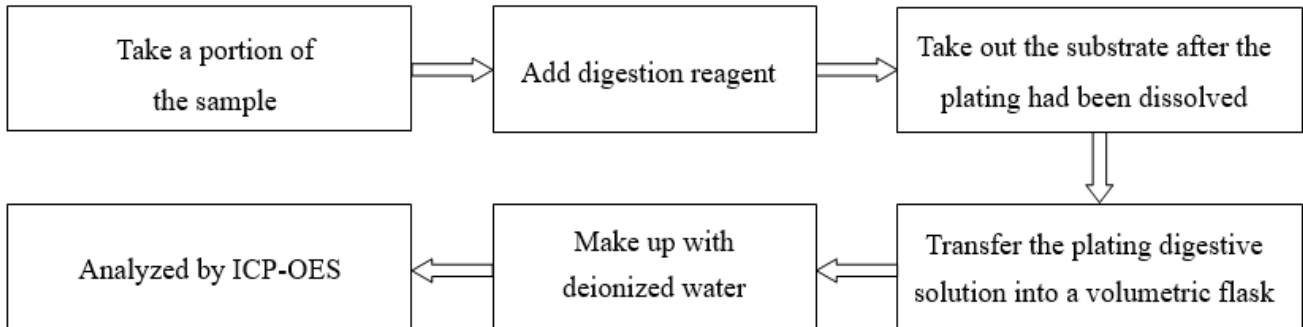 Take a portion of
the sample
Add digestion reagent
Take out the substrate after the
plating had been dissolved
Transfer the plating digestive
solution into a volumetric flask
Make up with
deionized water
Analyzed by ICP-OES